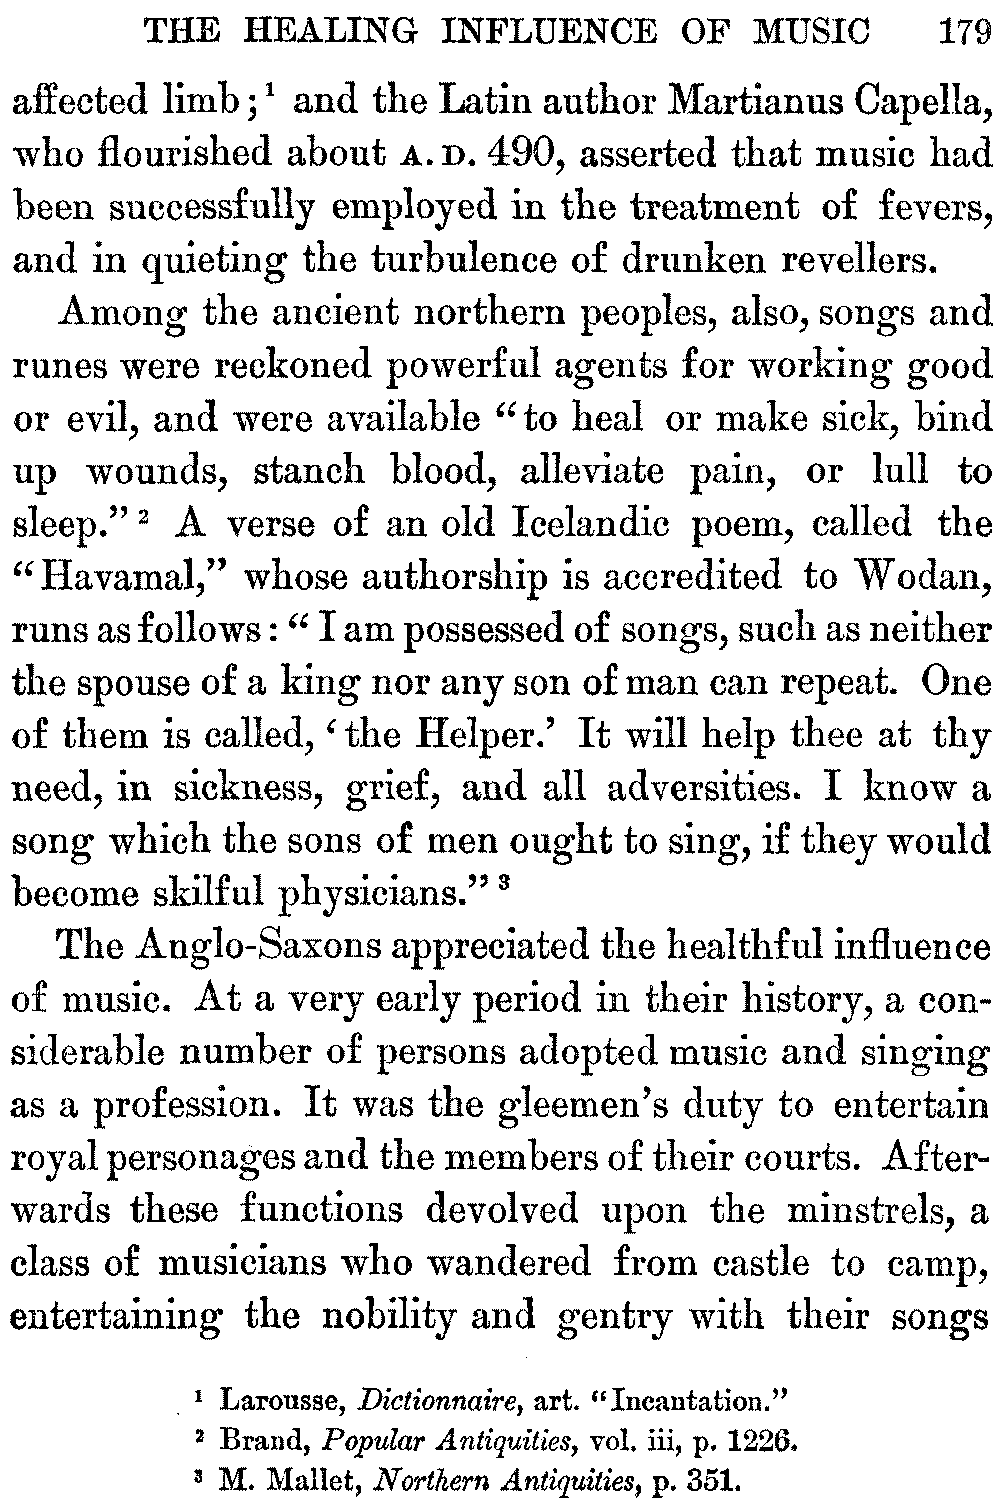 THE HEALING INFLUENCE OF MUSIC 179
affected limb;¹ and the Latin author Martianus Capella,
who flourished about A. D. 490, asserted that music had
been successfully employed in the treatment of fevers,
and in quieting the turbulence of drunken revellers.
Among the ancient northern peoples, also, songs and
runes were reckoned powerful agents for working good
or evil, and were available “to heal or make sick, bind
up wounds, stanch blood, alleviate pain, or lull to
sleep.” ² A verse of an old Icelandic poem, called the
“Havamal,” whose authorship is accredited to Wodan,
runs as follows: “I am possessed of songs, such as neither
the spouse of a king nor any son of man can repeat. One
of them is called, ‘the Helper.’ It will help thee at thy
need, in sickness, grief, and all adversities. I know a
song which the sons of men ought to sing, if they would
become skilful physicians.” ³
The Anglo-Saxons appreciated the healthful influence
of music. At a very early period in their history, a con-
siderable number of persons adopted music and singing
as a profession. It was the gleemen’s duty to entertain
royal personages and the members of their courts. After-
wards these functions devolved upon the minstrels, a
class of musicians who wandered from castle to camp,
entertaining the nobility and gentry with their songs
¹ Larousse, Dictionnaire, art. “Incantation.”
² Brand, Popular Antiquities, vol. iii, p. 1226.
³ M. Mallet, Northern Antiquities, p. 351.